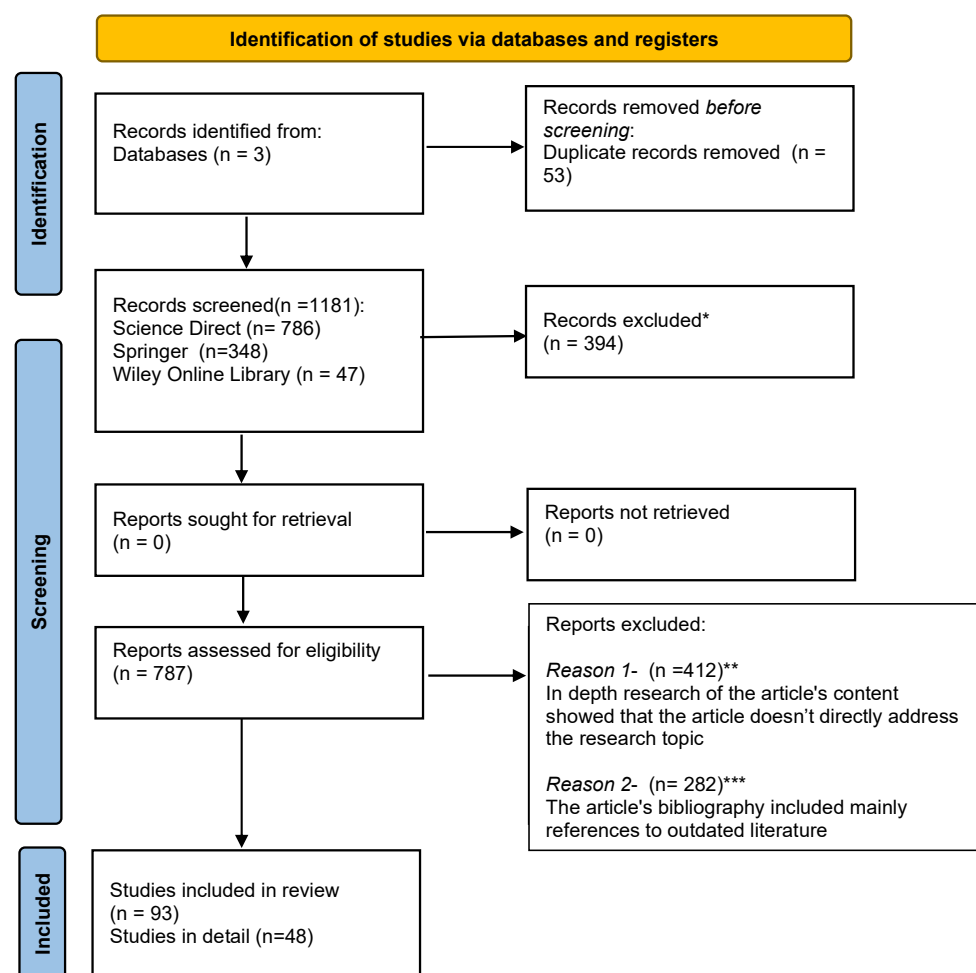 Identification of studies via databases and registers
Identification
Records identified from:
Databases (n = 3)
Records removed before
screening:
Duplicate records removed (n =
53)
Screening
Records screened(n =1181):
Science Direct (n= 786)
Springer (n=348)
Wiley Online Library (n = 47)
Records excluded*
(n = 394)
Reports sought for retrieval
(n = 0)
Reports not retrieved
(n = 0)
Reports assessed for eligibility
(n = 787)
Reports excluded:
Reason 1- (n =412)**
In depth research of the article's content
showed that the article doesn’t directly address
the research topic
Reason 2- (n= 282)***
The article's bibliography included mainly
references to outdated literature
Included
Studies included in review
(n = 93)
Studies in detail (n=48)